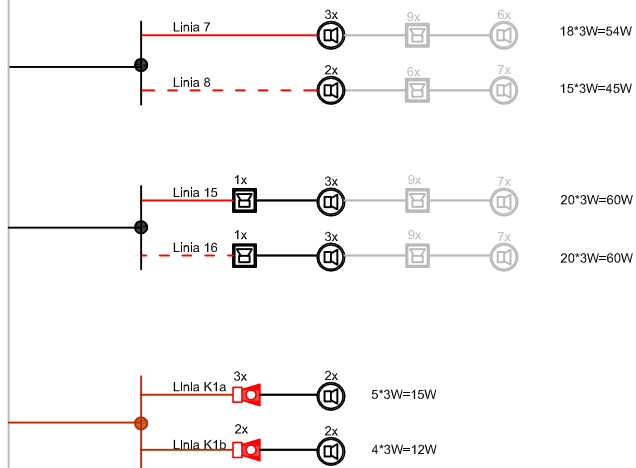 3x 9x 6x
Linia 7 18*3W=54W
2x 6x 7x
Linia 8 15*3W=45W
1x 3x 9x 7x
Linia 15 20*3W=60W
1x 3x 9x 7x
Linia 16 20*3W=60W
3x 2x
LInIa K1a 5*3W=15W
2x 2x
LInIa K1b 4*3W=12W